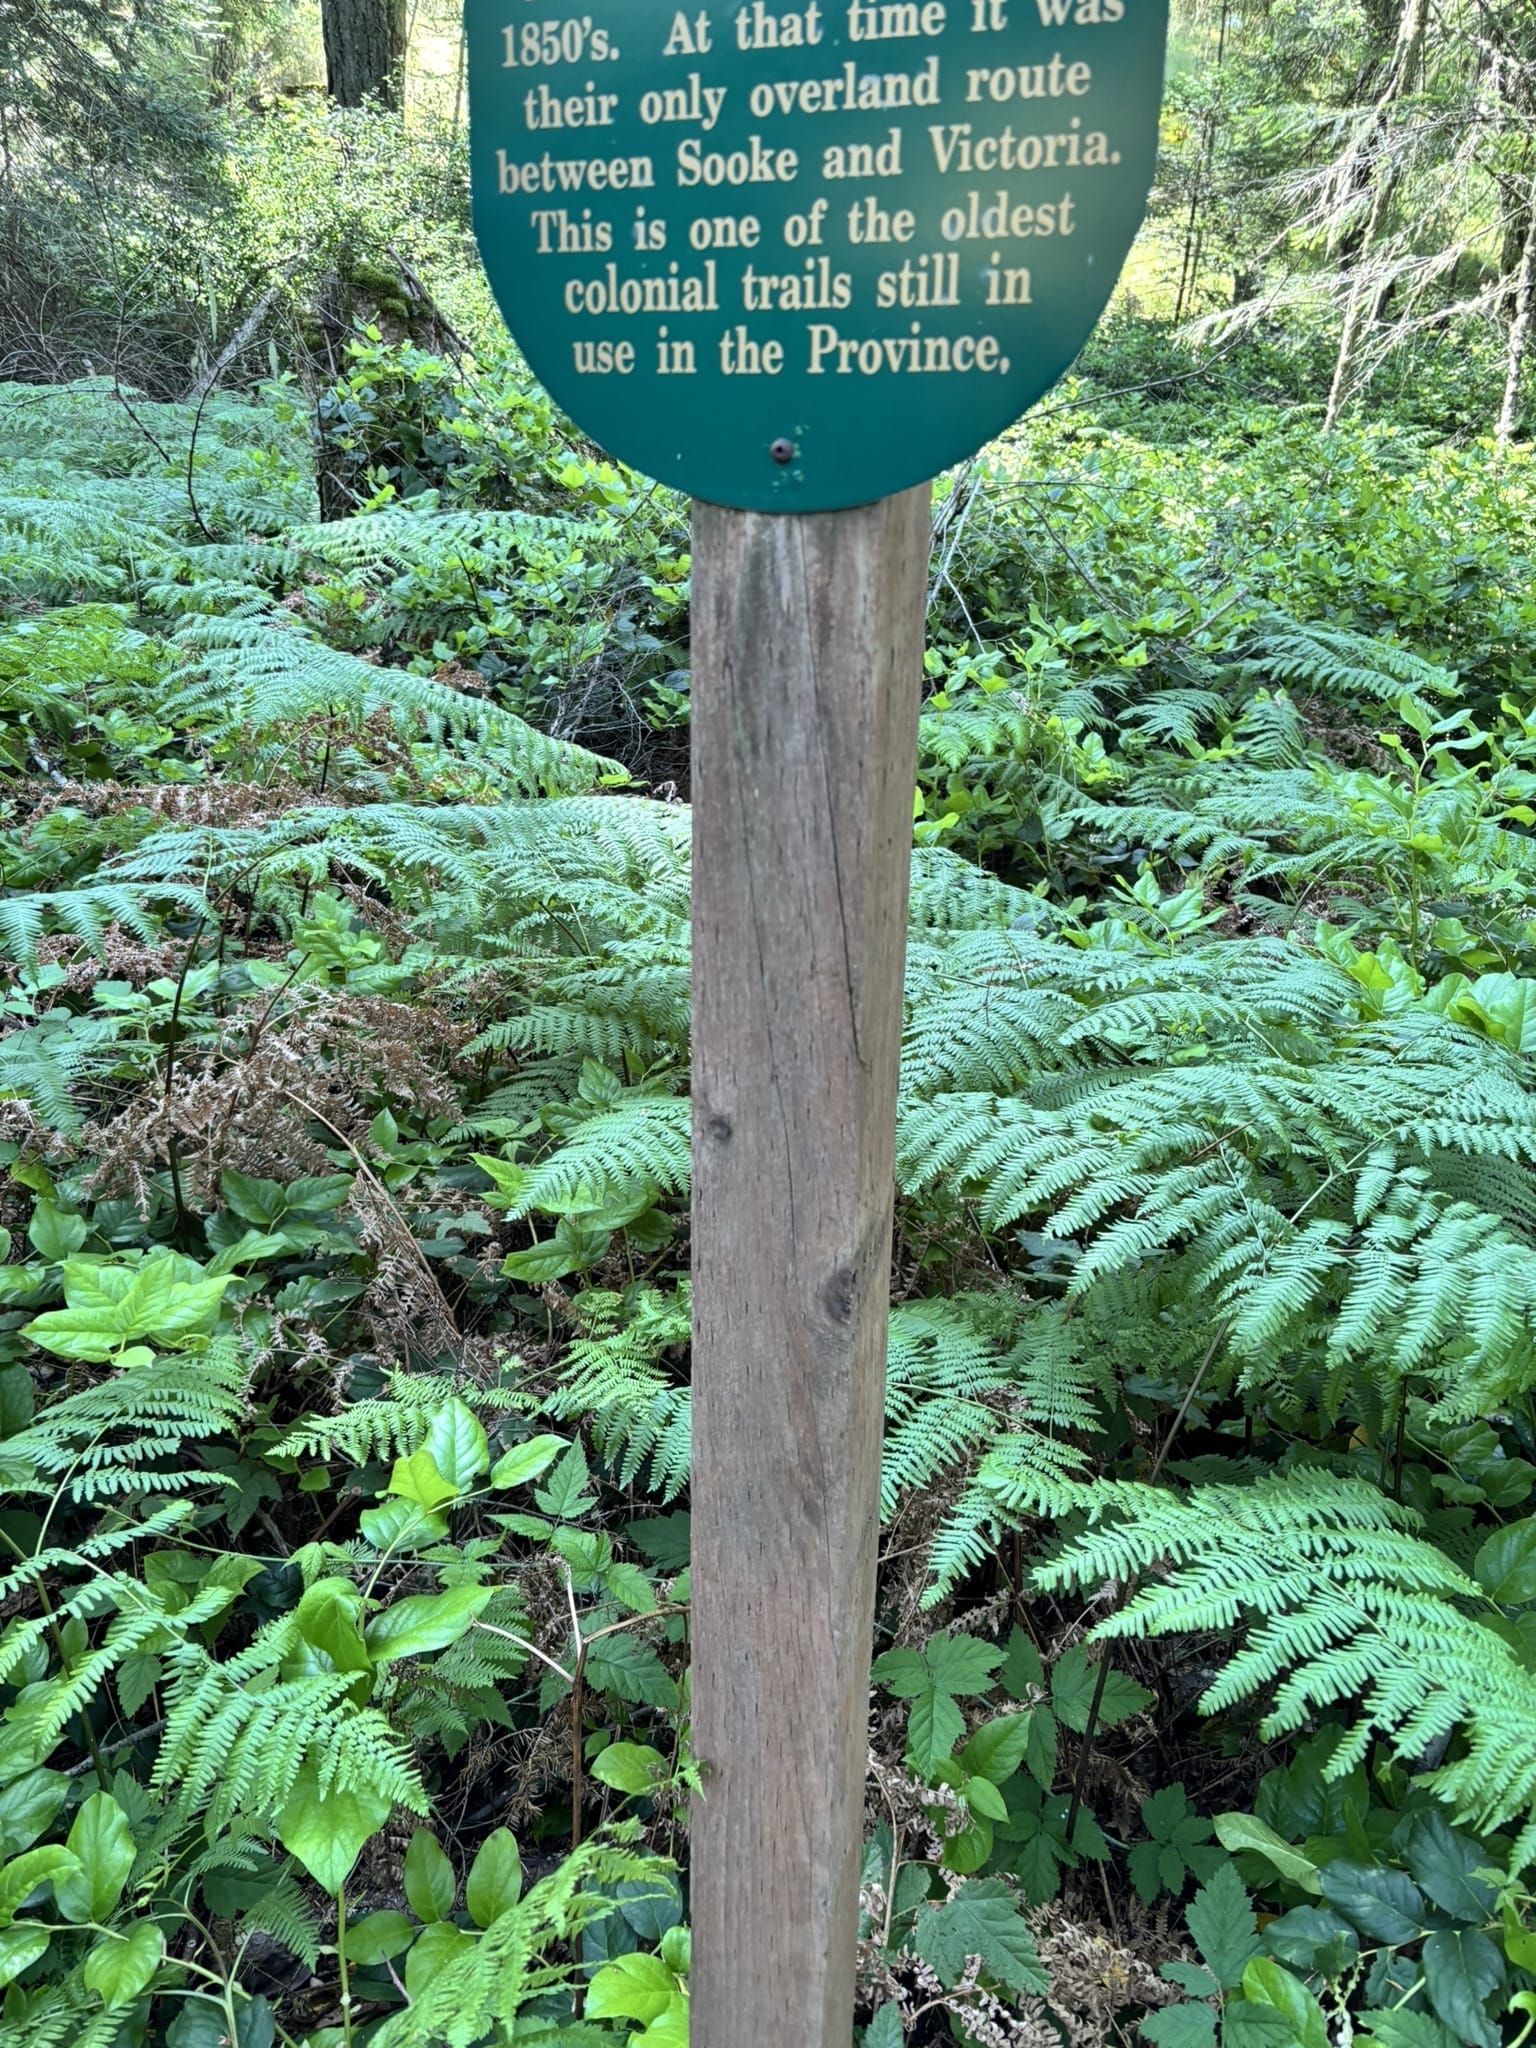 1850's. At that time it was
their only overland route
between Sooke and Victoria.
This is one of the oldest
colonial trails still in
use in the Province.